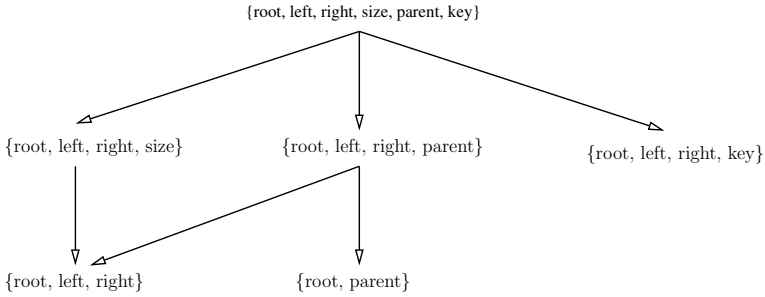 {root, left, right, size, parent, key}
{root, left, right, size}
{root, left, right, parent}
{root, left, right, key}
{root, left, right}
{root, parent}